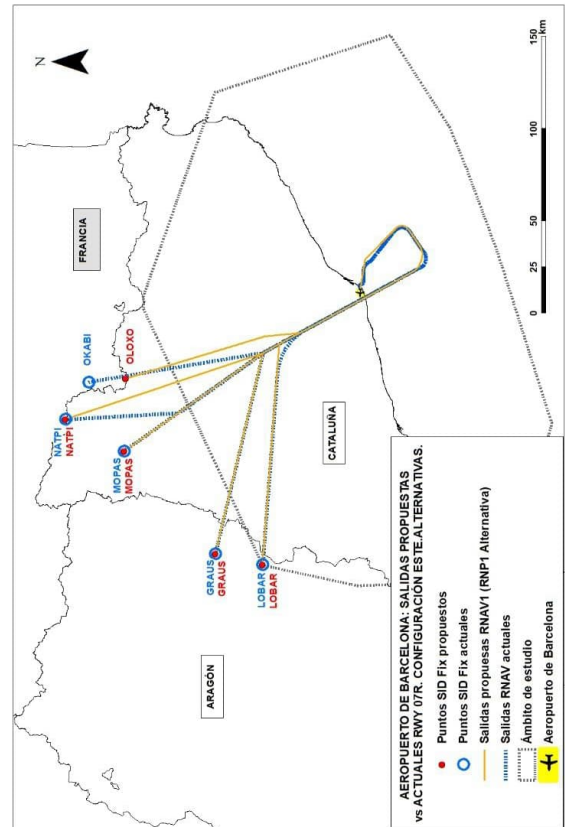 N
FRANCIA
OKABI
OLOXO
NATPI
NATPI
MOPAS
MOPAS
GRAUS
GRAUS
LOBAR
LOBAR
ARAGÓN
CATALUÑA
150
km
100
50
25
0
AEROPUERTO DE BARCELONA: SALIDAS PROPUESTAS
vs ACTUALES RWY 07R. CONFIGURACIÓN ESTE.ALTERNATIVAS.
Puntos SID Fix propuestos
Puntos SID Fix actuales
Salidas propuesas RNAV1 (RNP1 Alternativa)
Salidas RNAV actuales
Ámbito de estudio
Aeropuerto de Barcelona